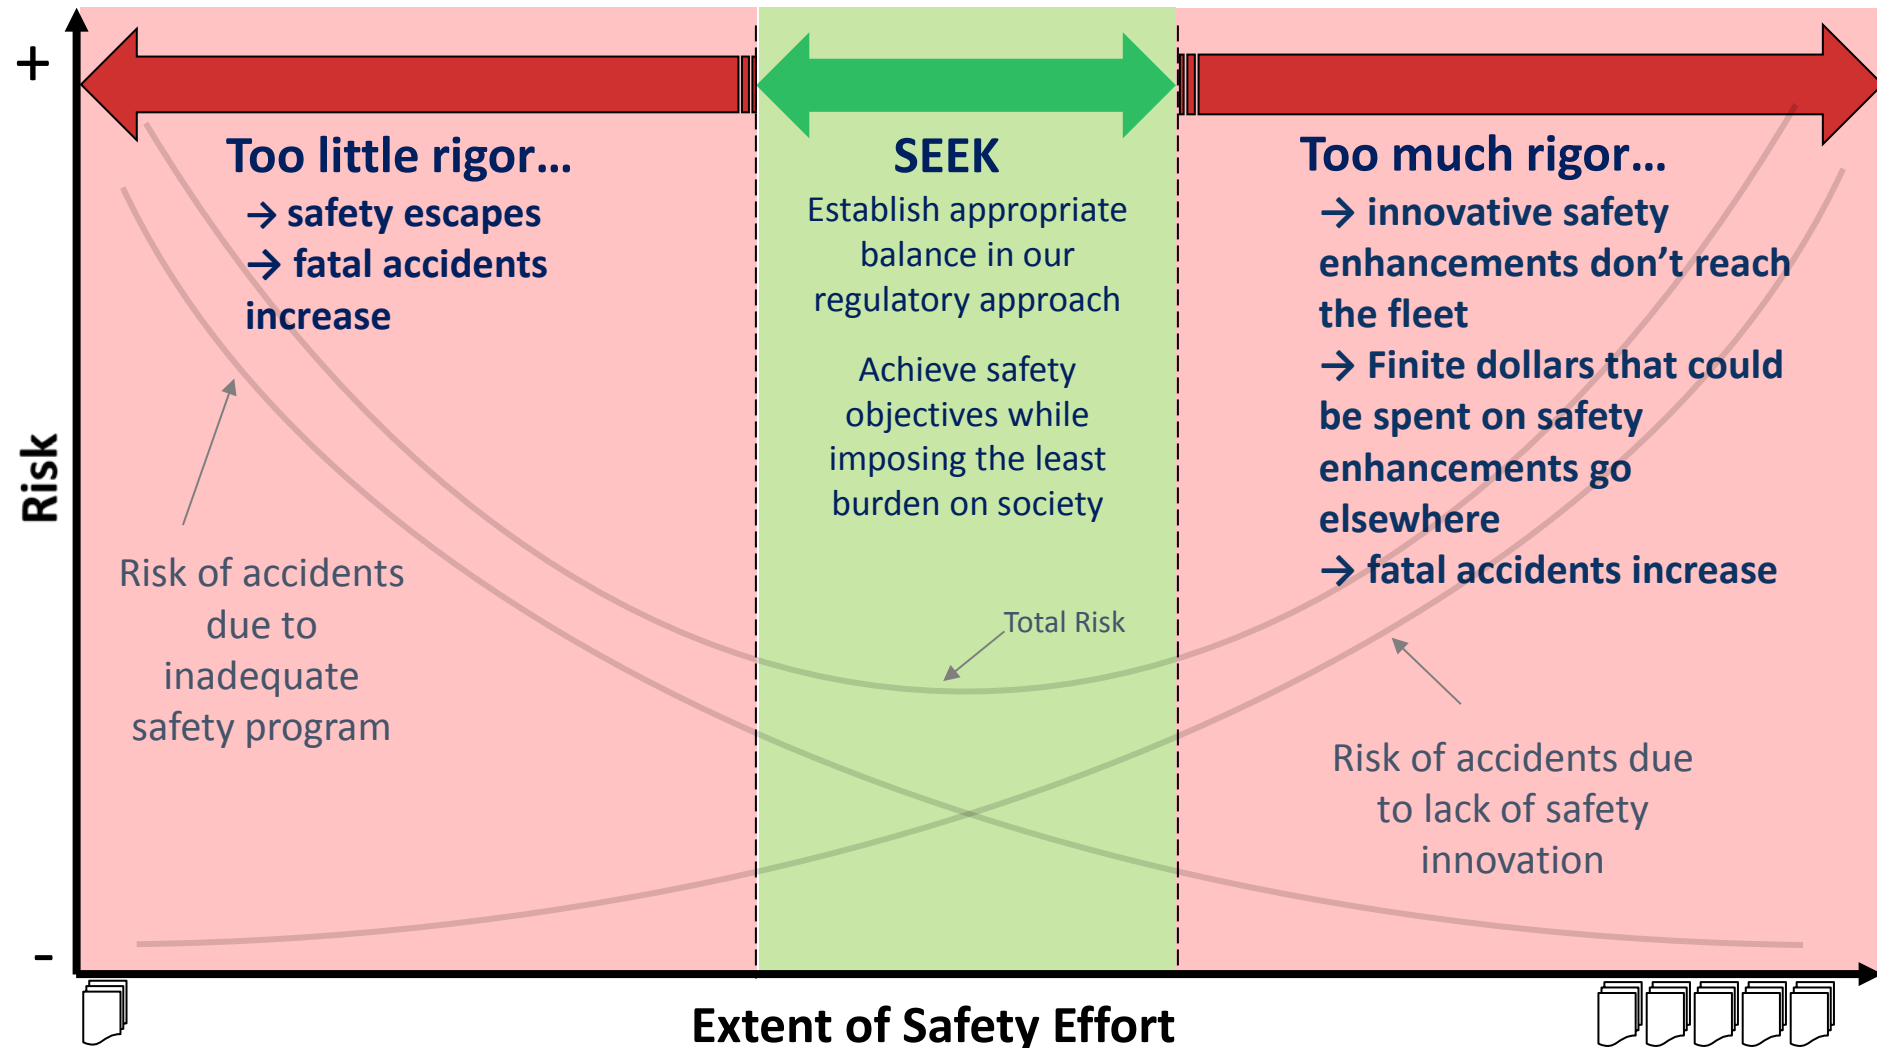 +
Too little rigor…
→ safety escapes
→ fatal accidents
increase
SEEK
Establish appropriate
balance in our
regulatory approach
Achieve safety
objectives while
imposing the least
burden on society
Too much rigor…
→ innovative safety
enhancements don’t reach
the fleet
→ Finite dollars that could
be spent on safety
enhancements go
elsewhere
→ fatal accidents increase
Risk
Risk of accidents
due to
inadequate
safety program
Total Risk
Risk of accidents due
to lack of safety
innovation
-
Extent of Safety Effort